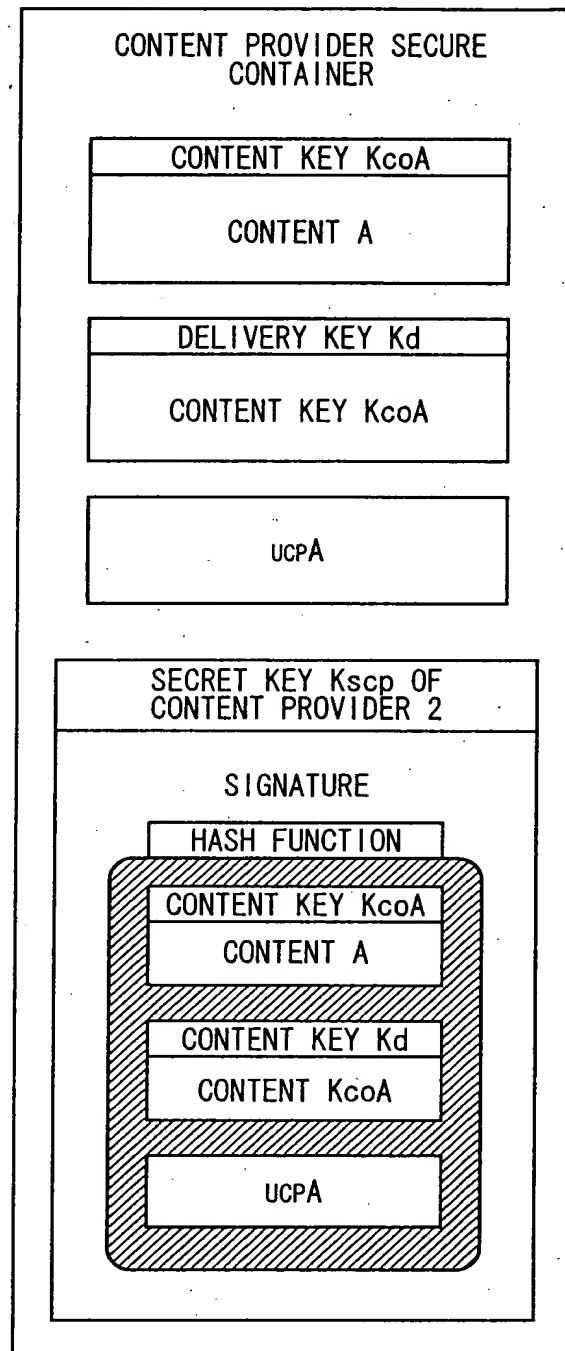 CONTENT PROVIDER SECURE
CONTAINER
CONTENT KEY KcoA
CONTENT A
DELIVERY KEY Kd
CONTENT KEY KcoA
UCPA
SECRET KEY Kscp OF
CONTENT PROVIDER 2
SIGNATURE
HASH FUNCTION
CONTENT KEY KcoA
CONTENT A
CONTENT KEY Kd
CONTENT KcoA
UCPA